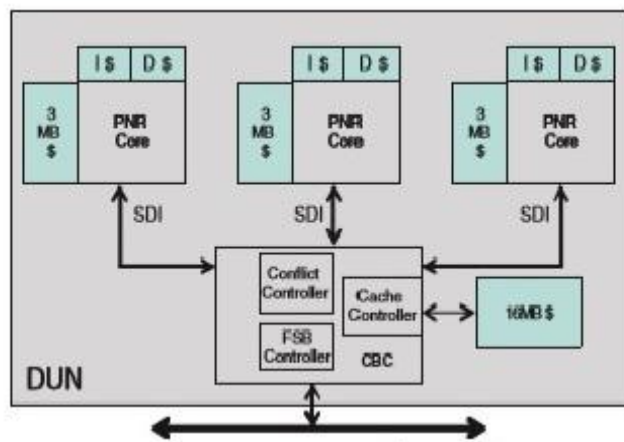 I $ D $
3 MB $
PNR Core
I $ D $
3 MB $
PNR Core
I $ D $
3 MB $
PNR Core
SDI
SDI
SDI
Conflict
Controller
Cache
Controller
16MB $
FSB
Controller
CBC
DUN